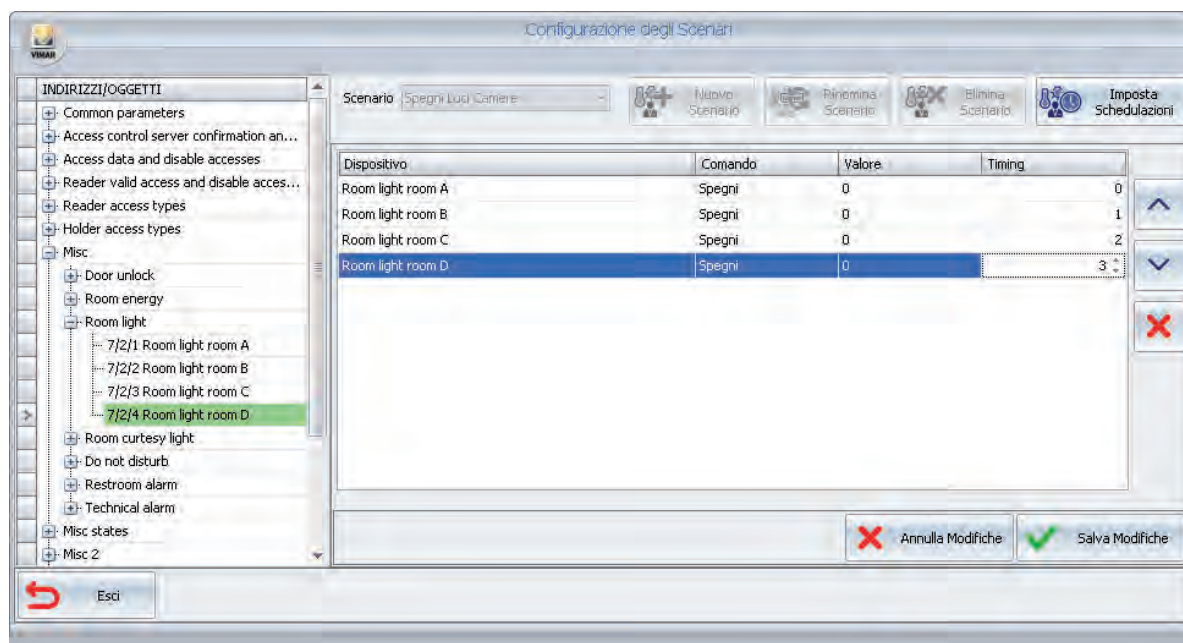 Configurazione degli Scenari
VIMAR
INDIRIZZI/OGGETTI
Common parameters
Access control server confirmation an...
Access data and disable accesses
Reader valid access and disable acces...
Reader access types
Holder access types
Misc
Door unlock
Room energy
Room light
7/2/1 Room light room A
7/2/2 Room light room B
7/2/3 Room light room C
7/2/4 Room light room D
Room curtesy light
Do not disturb
Restroom alarm
Technical alarm
Misc states
Misc 2
Scenario Spegni Luci Camere
Nuovo Scenario
Rinomina Scenario
Elimina Scenario
Imposta Schedulazioni
Dispositivo Comando Valore Timing
Room light room A Spegni 0 0
Room light room B Spegni 0 1
Room light room C Spegni 0 2
Room light room D Spegni 0 3
Annulla Modifiche
Salva Modifiche
Esci